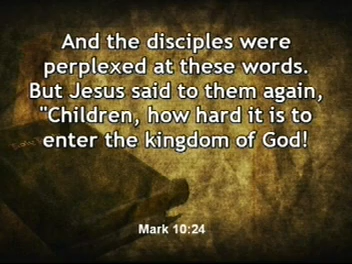 And the disciples were
perplexed at these words.
But Jesus said to them again,
"Children, how hard it is to
enter the kingdom of God!
Mark 10:24